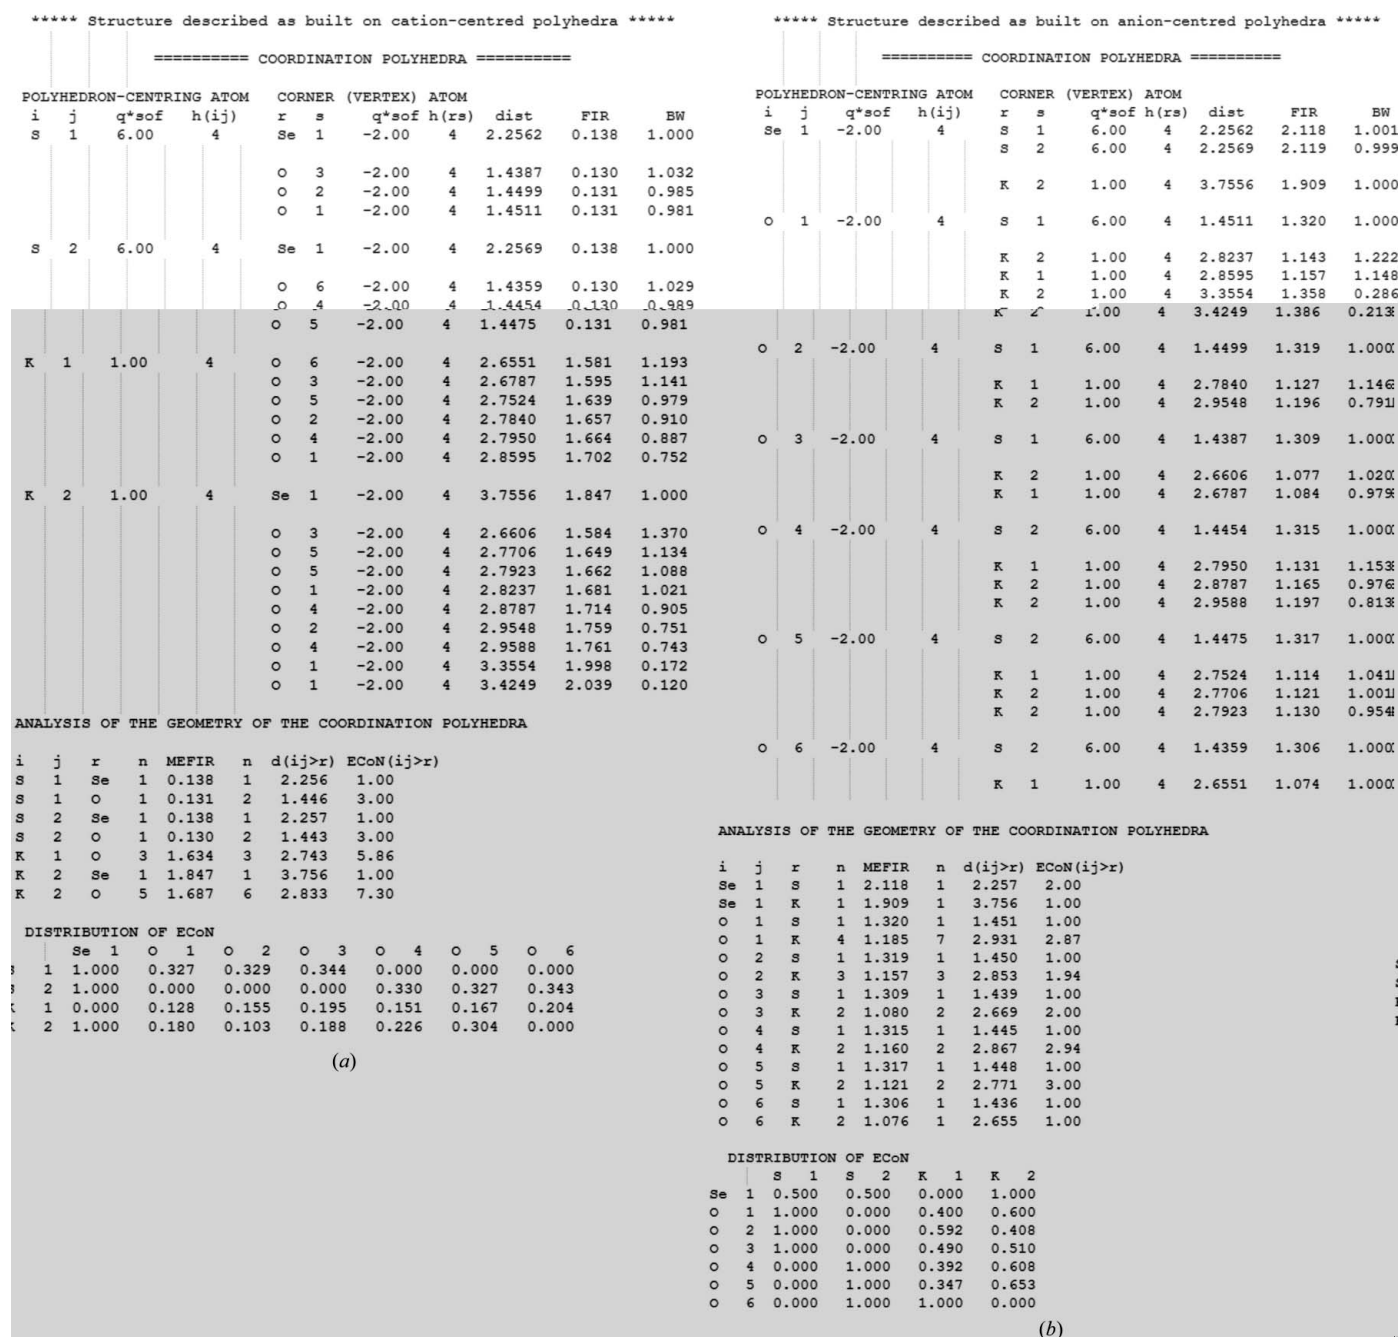 ***** Structure described as built on cation-centred polyhedra *****
========== COORDINATION POLYHEDRA ==========
POLYHEDRON-CENTRING ATOM CORNER (VERTEX) ATOM
i j q*sof h(ij) r s q*sof h(rs) dist FIR BW
S 1 6.00 4 Se 1 -2.00 4 2.2562 0.138 1.000
O 3 -2.00 4 1.4387 0.130 1.032
O 2 -2.00 4 1.4499 0.131 0.985
O 1 -2.00 4 1.4511 0.131 0.981
S 2 6.00 4 Se 1 -2.00 4 2.2569 0.138 1.000
O 6 -2.00 4 1.4359 0.130 1.029
O 4 -2.00 4 1.4454 0.130 0.989
O 5 -2.00 4 1.4475 0.131 0.981
K 1 1.00 4 O 6 -2.00 4 2.6551 1.581 1.193
O 3 -2.00 4 2.6787 1.595 1.141
O 5 -2.00 4 2.7524 1.639 0.979
O 2 -2.00 4 2.7840 1.657 0.910
O 4 -2.00 4 2.7950 1.664 0.887
O 1 -2.00 4 2.8595 1.702 0.752
K 2 1.00 4 Se 1 -2.00 4 3.7556 1.847 1.000
O 3 -2.00 4 2.6606 1.584 1.370
O 5 -2.00 4 2.7706 1.649 1.134
O 5 -2.00 4 2.7923 1.662 1.088
O 1 -2.00 4 2.8237 1.681 1.021
O 4 -2.00 4 2.8787 1.714 0.905
O 2 -2.00 4 2.9548 1.759 0.751
O 4 -2.00 4 2.9588 1.761 0.743
O 1 -2.00 4 3.3554 1.998 0.172
O 1 -2.00 4 3.4249 2.039 0.120
ANALYSIS OF THE GEOMETRY OF THE COORDINATION POLYHEDRA
i j r n MEFIR n d(ij>r) ECoN(ij>r)
S 1 Se 1 0.138 1 2.256 1.00
S 1 O 1 0.131 2 1.446 3.00
S 2 Se 1 0.138 1 2.257 1.00
S 2 O 1 0.130 2 1.443 3.00
K 1 O 3 1.634 3 2.743 5.86
K 2 Se 1 1.847 1 3.756 1.00
K 2 O 5 1.687 6 2.833 7.30
DISTRIBUTION OF ECoN
Se 1 O 1 O 2 O 3 O 4 O 5 O 6
1 1.000 0.327 0.329 0.344 0.000 0.000 0.000
2 1.000 0.000 0.000 0.000 0.330 0.327 0.343
1 0.000 0.128 0.155 0.195 0.151 0.167 0.204
2 1.000 0.180 0.103 0.188 0.226 0.304 0.000
(a)
***** Structure described as built on anion-centred polyhedra *****
========== COORDINATION POLYHEDRA ==========
POLYHEDRON-CENTRING ATOM CORNER (VERTEX) ATOM
i j q*sof h(ij) r s q*sof h(rs) dist FIR BW
Se 1 -2.00 4 S 1 6.00 4 2.2562 2.118 1.001
S 2 6.00 4 2.2569 2.119 0.999
K 2 1.00 4 3.7556 1.909 1.000
O 1 -2.00 4 S 1 6.00 4 1.4511 1.320 1.000
K 2 1.00 4 2.8237 1.143 1.222
K 1 1.00 4 2.8595 1.157 1.148
K 2 1.00 4 3.3554 1.358 0.286
K 2 1.00 4 3.4249 1.386 0.213
O 2 -2.00 4 S 1 6.00 4 1.4499 1.319 1.000
K 1 1.00 4 2.7840 1.127 1.146
K 2 1.00 4 2.9548 1.196 0.791
O 3 -2.00 4 S 1 6.00 4 1.4387 1.309 1.000
K 2 1.00 4 2.6606 1.077 1.020
K 1 1.00 4 2.6787 1.084 0.979
O 4 -2.00 4 S 2 6.00 4 1.4454 1.315 1.000
K 1 1.00 4 2.7950 1.131 1.153
K 2 1.00 4 2.8787 1.165 0.976
K 2 1.00 4 2.9588 1.197 0.813
O 5 -2.00 4 S 2 6.00 4 1.4475 1.317 1.000
K 1 1.00 4 2.7524 1.114 1.041
K 2 1.00 4 2.7706 1.121 1.001
K 2 1.00 4 2.7923 1.130 0.954
O 6 -2.00 4 S 2 6.00 4 1.4359 1.306 1.000
K 1 1.00 4 2.6551 1.074 1.000
ANALYSIS OF THE GEOMETRY OF THE COORDINATION POLYHEDRA
i j r n MEFIR n d(ij>r) ECoN(ij>r)
Se 1 S 1 2.118 1 2.257 2.00
Se 1 K 1 1.909 1 3.756 1.00
O 1 S 1 1.320 1 1.451 1.00
O 1 K 4 1.185 7 2.931 2.87
O 2 S 1 1.319 1 1.450 1.00
O 2 K 3 1.157 3 2.853 1.94
O 3 S 1 1.309 1 1.439 1.00
O 3 K 2 1.080 2 2.669 2.00
O 4 S 1 1.315 1 1.445 1.00
O 4 K 2 1.160 2 2.867 2.94
O 5 S 1 1.317 1 1.448 1.00
O 5 K 2 1.121 2 2.771 3.00
O 6 S 1 1.306 1 1.436 1.00
O 6 K 2 1.076 1 2.655 1.00
DISTRIBUTION OF ECoN
S 1 S 2 K 1 K 2
Se 1 0.500 0.500 0.000 1.000
O 1 1.000 0.000 0.400 0.600
O 2 1.000 0.000 0.592 0.408
O 3 1.000 0.000 0.490 0.510
O 4 0.000 1.000 0.392 0.608
O 5 0.000 1.000 0.347 0.653
O 6 0.000 1.000 1.000 0.000
(b)